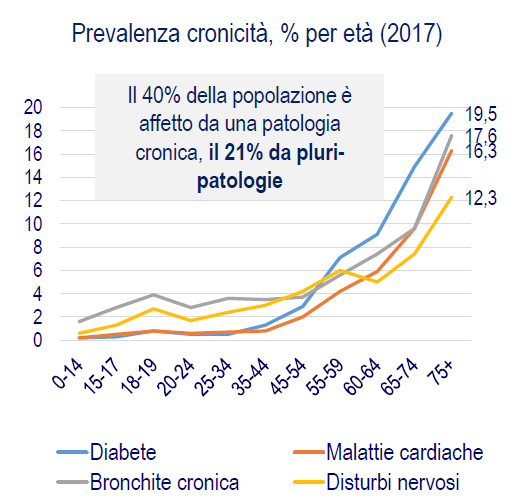 Prevalenza cronicità, % per età (2017)
Il 40% della popolazione è
affetto da una patologia
cronica, il 21% da pluri-
patologie
20
18
16
14
12
10
8
6
4
2
0
19,5
17,6
16,3
12,3
0-14
15-17
18-19
20-24
25-34
35-44
45-54
55-59
60-64
65-74
75+
Diabete
Malattie cardiache
Bronchite cronica
Disturbi nervosi